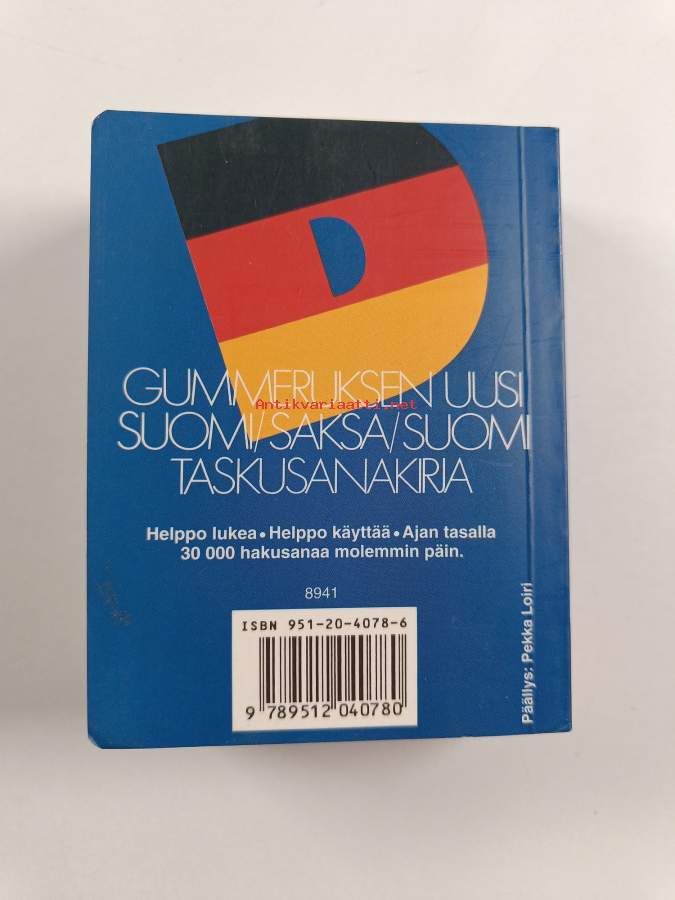 D
GUMMERUKSEN UUSI
Antikvariaatti.net
SUOMI/SAKSA/SUOMI
TASKUSANAKIRJA
Helppo lukea • Helppo käyttää • Ajan tasalla
30 000 hakusanaa molemmin päin.
8941
ISBN 951-20-4078-6
9 789512 040780
Päällys: Pekka Loiri